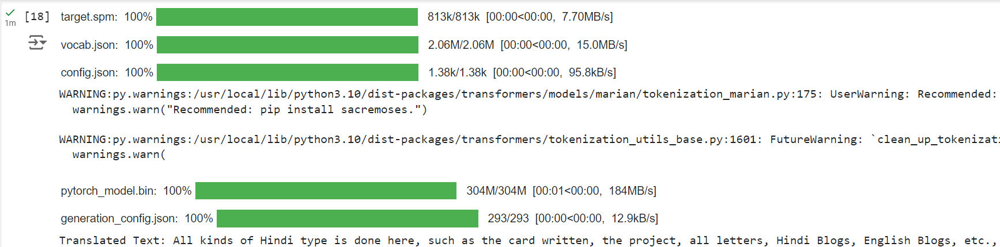 [18] target.spm: 100% 813k/813k [00:00<00:00, 7.70MB/s]
1m
vocab.json: 100% 2.06M/2.06M [00:00<00:00, 15.0MB/s]
config.json: 100% 1.38k/1.38k [00:00<00:00, 95.8kB/s]
WARNING:py.warnings:/usr/local/lib/python3.10/dist-packages/transformers/models/marian/tokenization_marian.py:175: UserWarning: Recommended:
warnings.warn("Recommended: pip install sacremoses.")
WARNING:py.warnings:/usr/local/lib/python3.10/dist-packages/transformers/tokenization_utils_base.py:1601: FutureWarning: `clean_up_tokenizati
warnings.warn(
pytorch_model.bin: 100% 304M/304M [00:01<00:00, 184MB/s]
generation_config.json: 100% 293/293 [00:00<00:00, 12.9kB/s]
Translated Text: All kinds of Hindi type is done here, such as the card written, the project, all letters, Hindi Blogs, English Blogs, etc.,